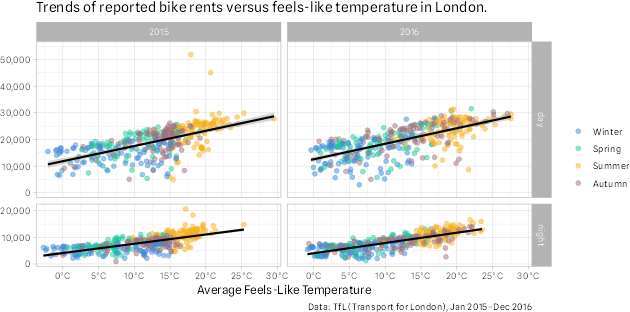 Trends of reported bike rents versus feels-like temperature in London.
2015
2016
50,000
40,000
30,000
20,000
10,000
0
day
Winter
Spring
Summer
Autumn
20,000
10,000
0
night
0°C 5°C 10°C 15°C 20°C 25°C 30°C 0°C 5°C 10°C 15°C 20°C 25°C 30°C
Average Feels-Like Temperature
Data: TfL (Transport for London), Jan 2015–Dec 2016